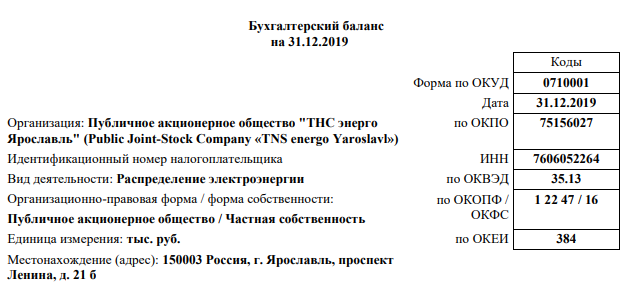 Бухгалтерский баланс
на 31.12.2019
Коды
Форма по ОКУД 0710001
Дата 31.12.2019
Организация: Публичное акционерное общество "ТНС энерго по ОКПО 75156027
Ярославль" (Public Joint-Stock Company «TNS energo Yaroslavl»)
Идентификационный номер налогоплательщика ИНН 7606052264
Вид деятельности: Распределение электроэнергии по ОКВЭД 35.13
Организационно-правовая форма / форма собственности: по ОКОПФ / 1 22 47 / 16
Публичное акционерное общество / Частная собственность ОКФС
Единица измерения: тыс. руб. по ОКЕИ 384
Местонахождение (адрес): 150003 Россия, г. Ярославль, проспект
Ленина, д. 21 б